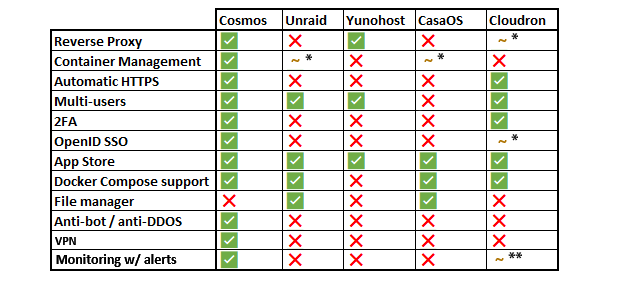 Cosmos Unraid Yunohost CasaOS Cloudron
Reverse Proxy ✅ ❌ ✅ ❌ ~ *
Container Management ✅ ~ * ❌ ~ * ❌
Automatic HTTPS ✅ ❌ ❌ ❌ ✅
Multi-users ✅ ✅ ✅ ❌ ✅
2FA ✅ ❌ ❌ ❌ ✅
OpenID SSO ✅ ❌ ❌ ❌ ~ *
App Store ✅ ✅ ✅ ✅ ✅
Docker Compose support ✅ ✅ ❌ ✅ ✅
File manager ❌ ✅ ❌ ✅ ❌
Anti-bot / anti-DDOS ✅ ❌ ❌ ❌ ❌
VPN ✅ ❌ ❌ ❌ ❌
Monitoring w/ alerts ✅ ❌ ❌ ❌ ~ **